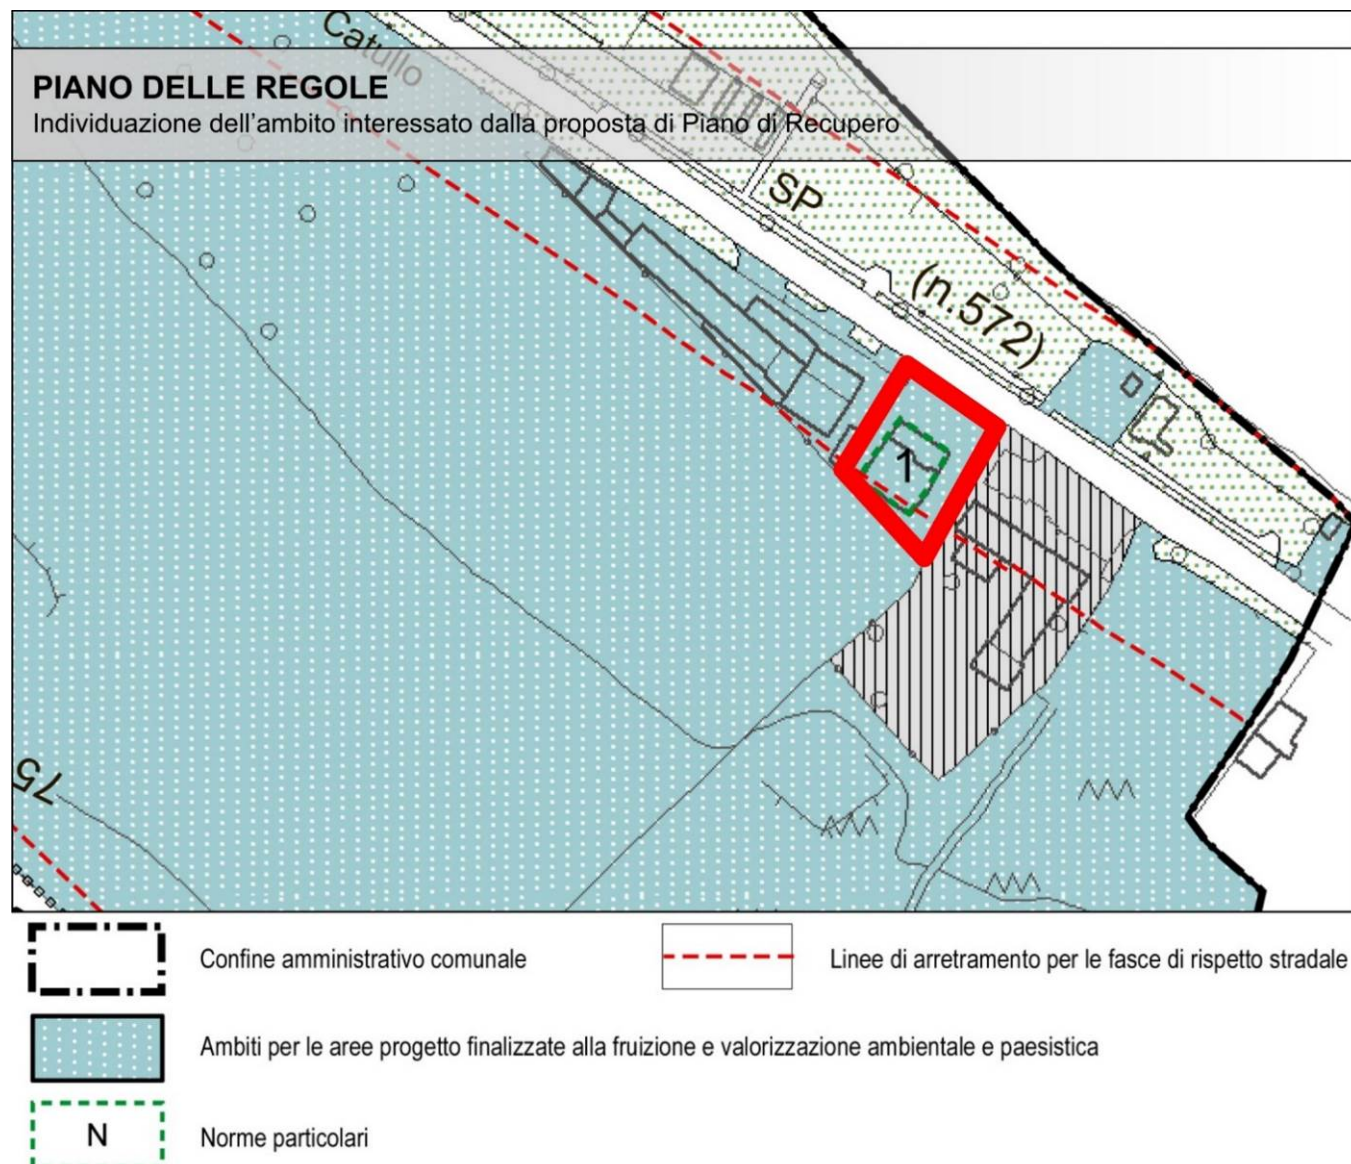 Catullo
PIANO DELLE REGOLE
Individuazione dell'ambito interessato dalla proposta di Piano di Recupero
SP
(n.572)
1
75
Confine amministrativo comunale
Linee di arretramento per le fasce di rispetto stradale
Ambiti per le aree progetto finalizzate alla fruizione e valorizzazione ambientale e paesistica
N
Norme particolari